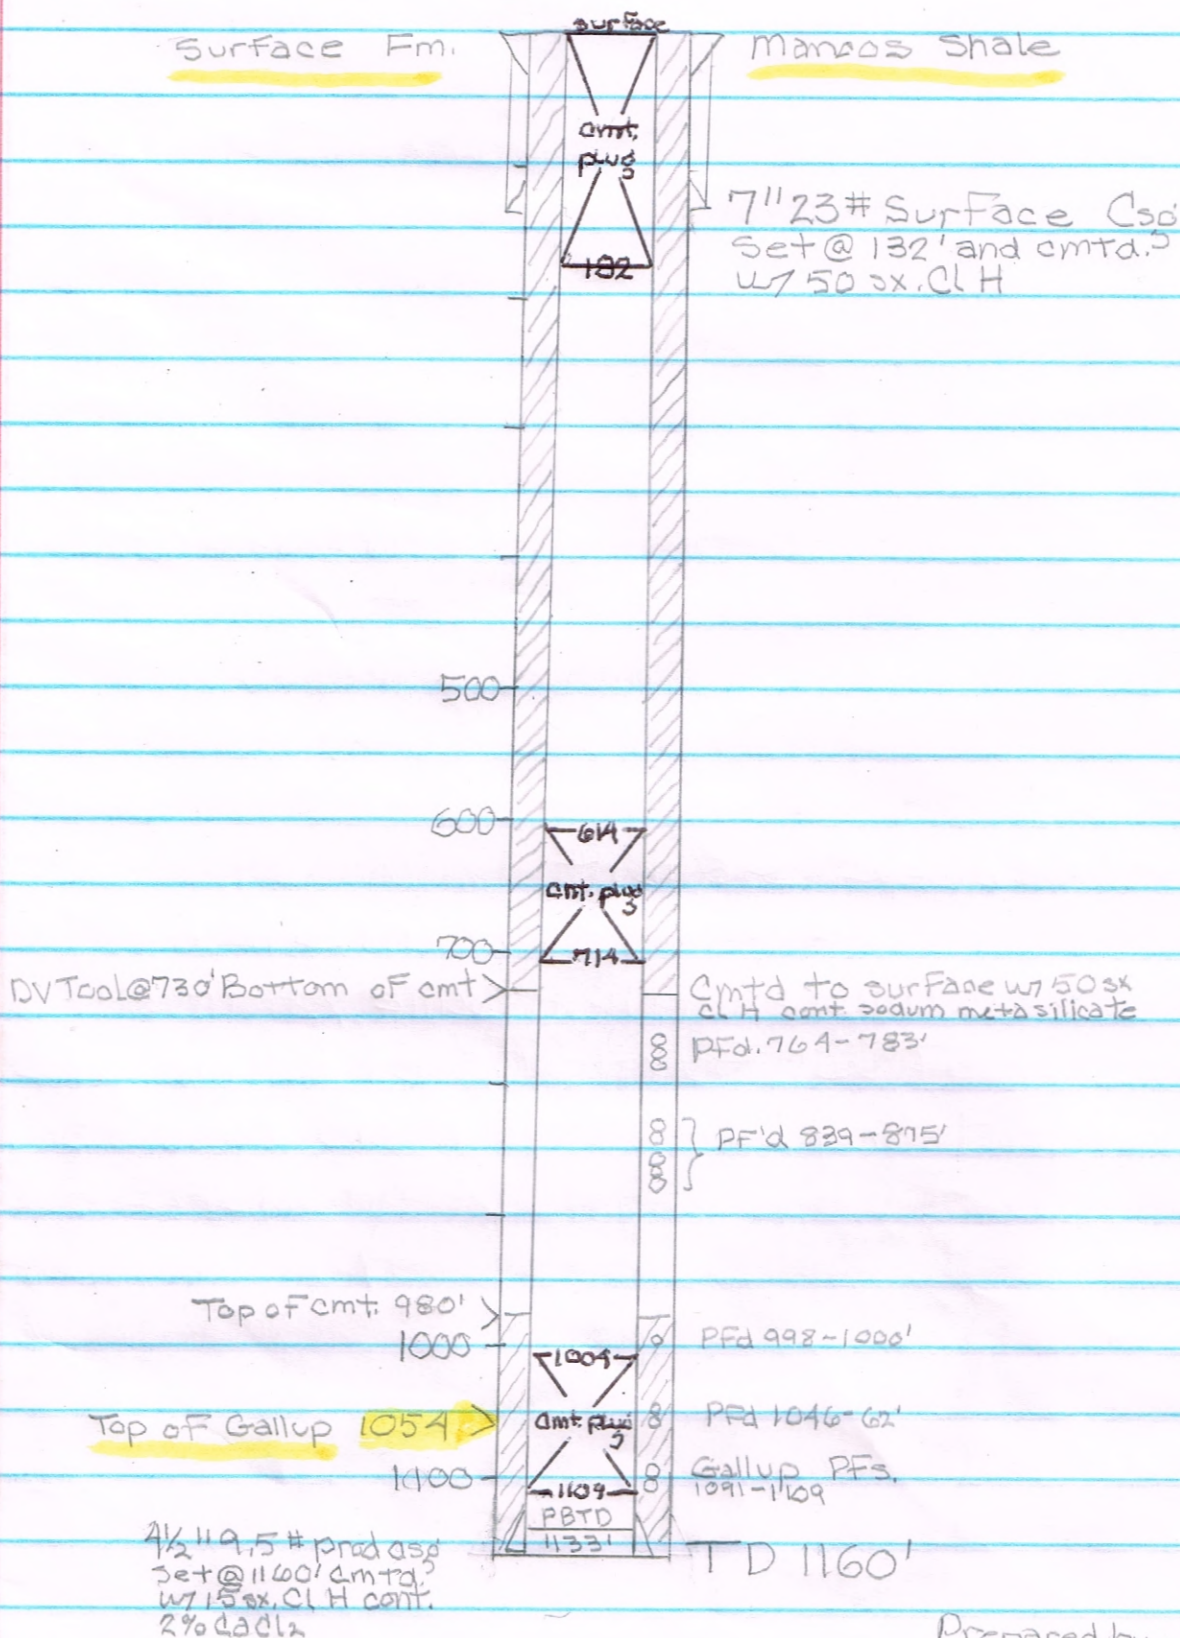 surface
Surface Fm.
Mancos Shale
cmt.
plug
7" 23# Surface Csg
set @ 132' and cmtd.
w/ 50 sx. Cl H
182
500
600
614
cmt. plug
700
714
DV Tool @ 730' Bottom of cmt
Cmtd to surface w/ 50 sx
Cl H cont sodum metasilicate
PFd. 764-783'
PF'd 839-875'
Top of cmt. 980'
1000
PFd 998-1000'
1004
Top of Gallup 1054
cmt. plug
PFd 1046-62'
1100
Gallup PFs.
1091-1109
1109
PBTD
1133'
TD 1160'
4½" 9.5# prod csg
set @ 1160' cmtd.
w/ 15 sx. Cl H cont.
2% CaCl2
Prepared by